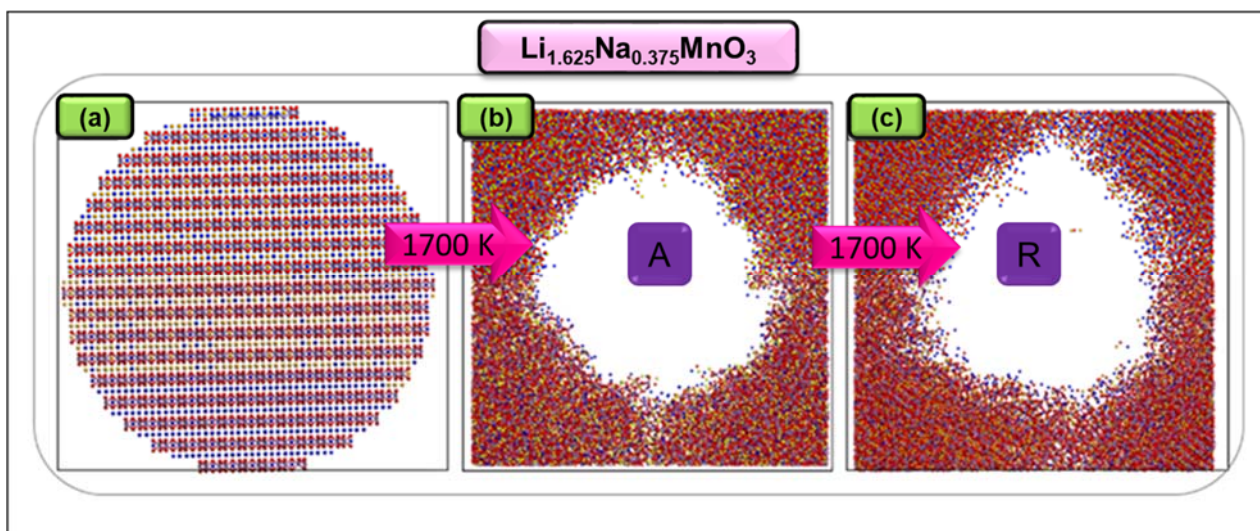 Li₁.₆₂₅Na₀.₃₇₅MnO₃
(a)
(b)
(c)
1700 K
A
1700 K
R